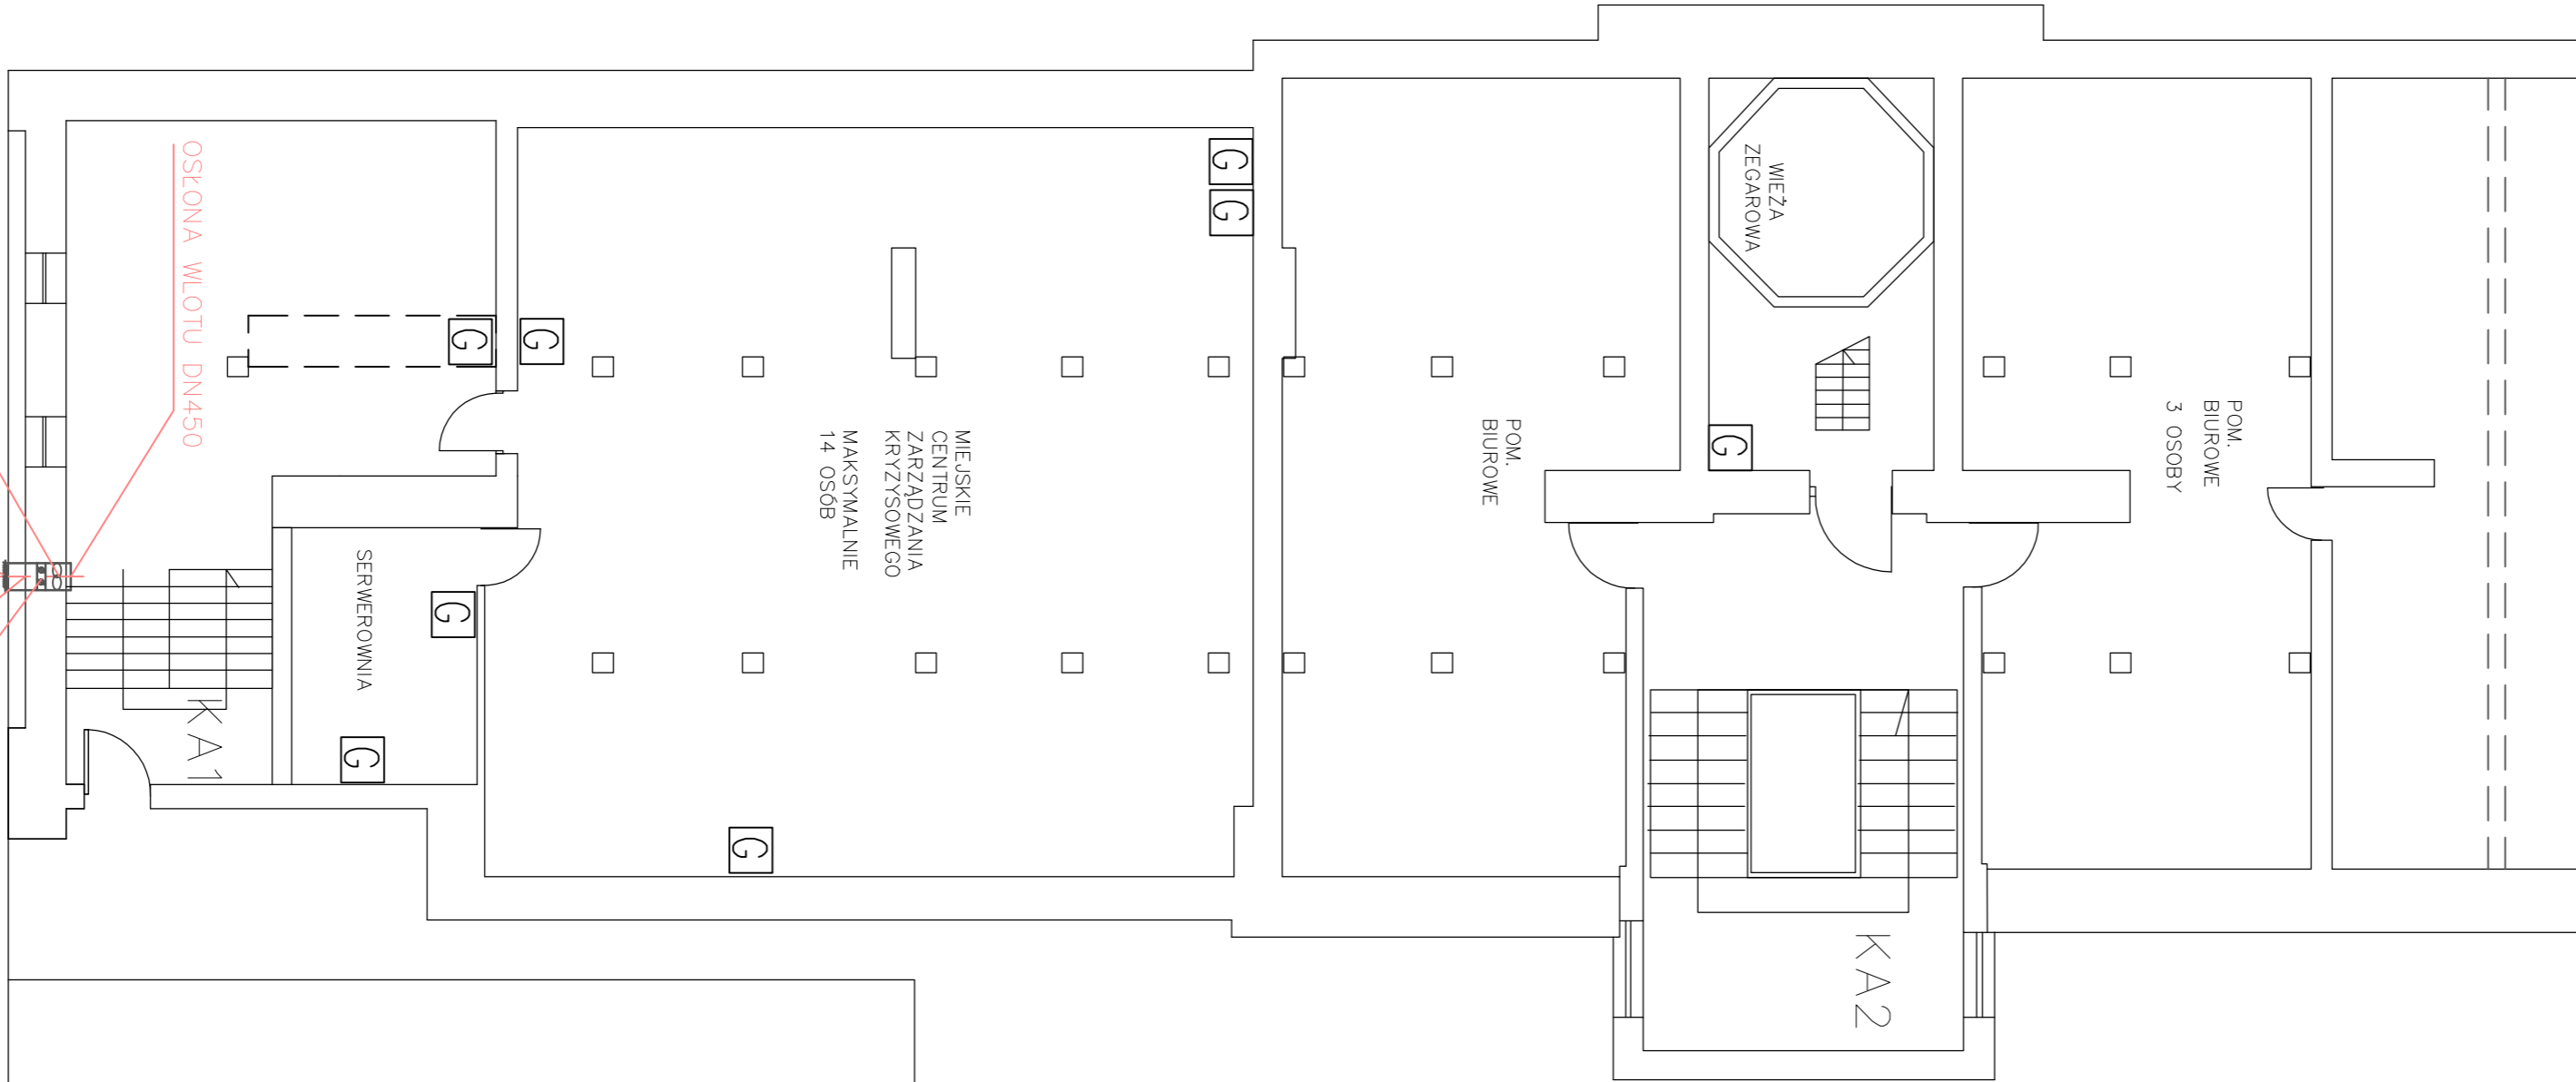 POM.
BIUROWE
3 OSOBY
KA2
WIEŻA
ZEGAROWA
G
POM.
BIUROWE
G
G
MIEJSKIE
CENTRUM
ZARZĄDZANIA
KRYZYSOWEGO
MAKSYMALNIE
14 OSÓB
G
G
G
G
SERWEROWNIA
G
KA1
OSŁONA WLOTU DN450